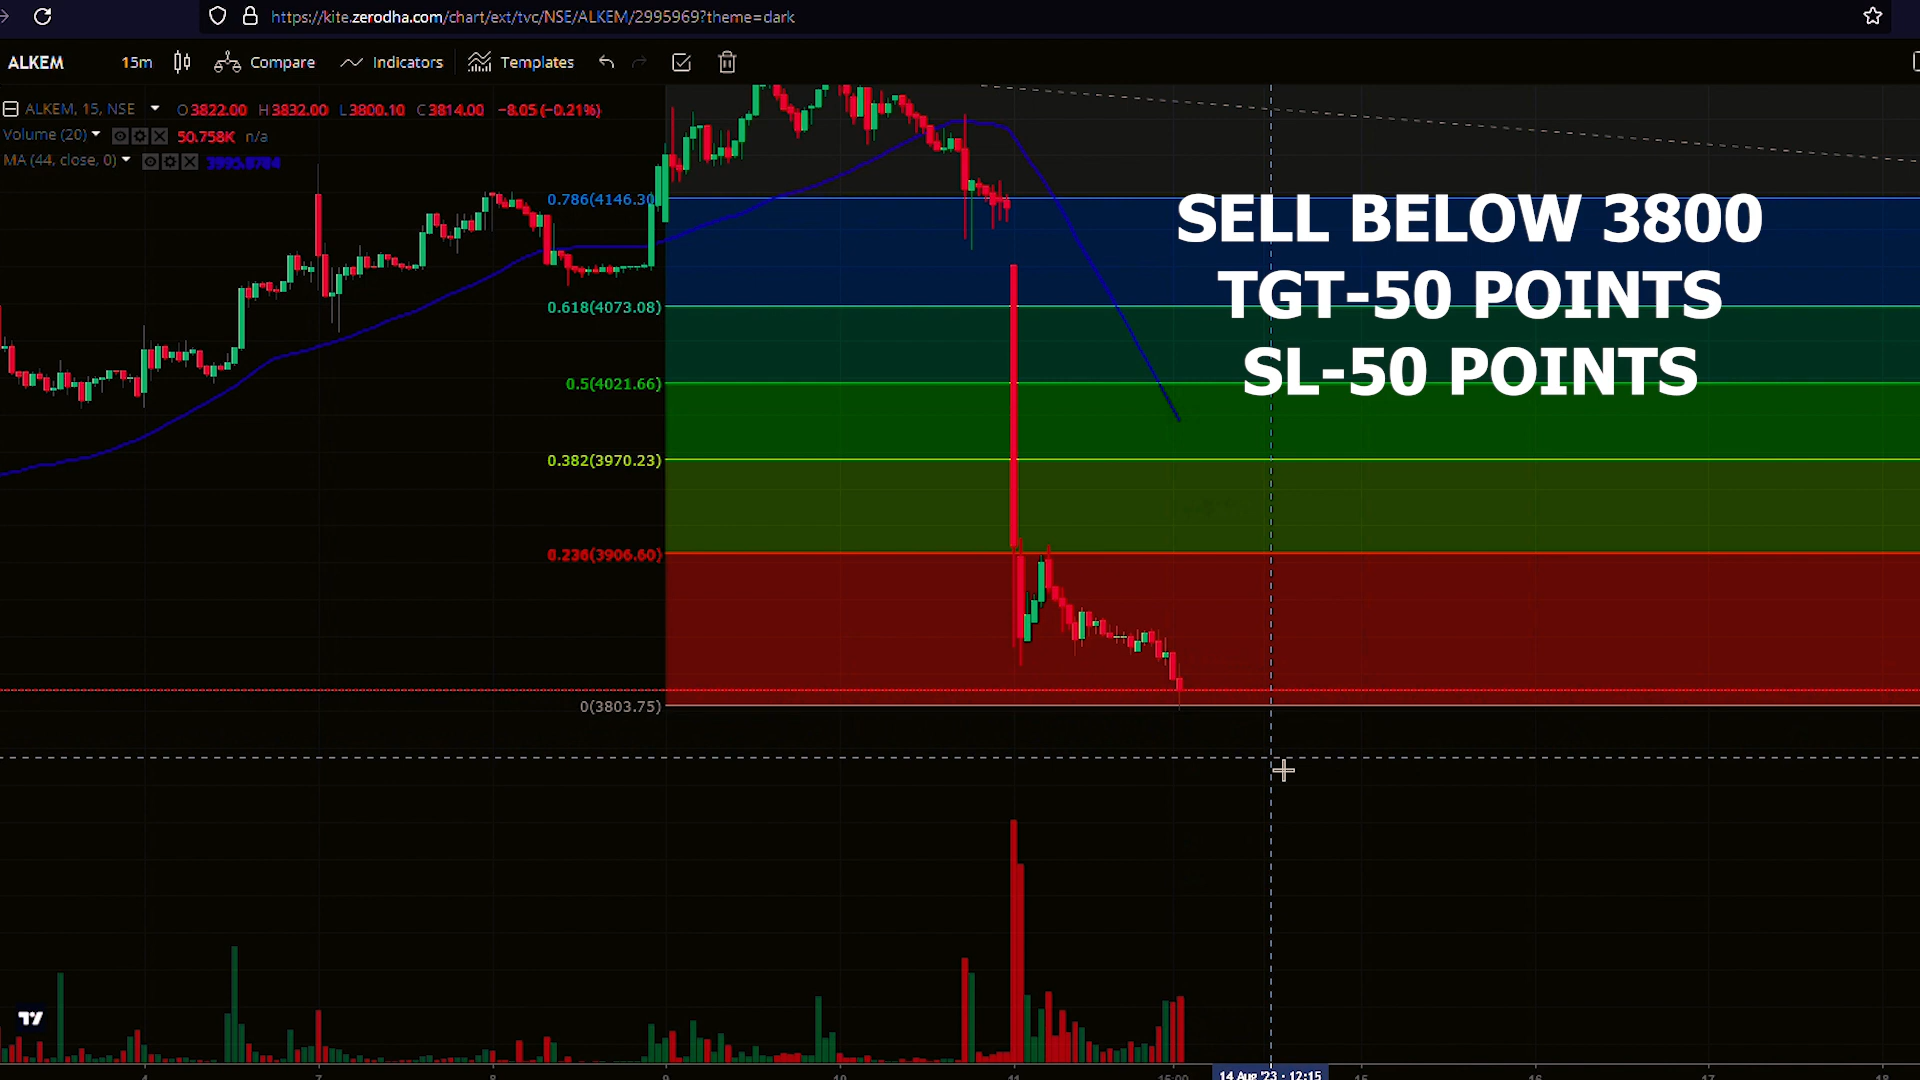 https://kite.zerodha.com/chart/ext/tvc/NSE/ALKEM/2995969?theme=dark
ALKEM 15m Compare Indicators Templates
ALKEM, 15, NSE O3822.00 H3832.00 L3800.10 C3814.00 −8.05 (−0.21%)
Volume (20) 50.758K n/a
MA (44, close, 0)
0.786(4146.30)
SELL BELOW 3800
TGT-50 POINTS
0.618(4073.08)
SL-50 POINTS
0.5(4021.66)
0.382(3970.23)
0.236(3906.60)
0(3803.75)
14 Aug '23 - 12:15